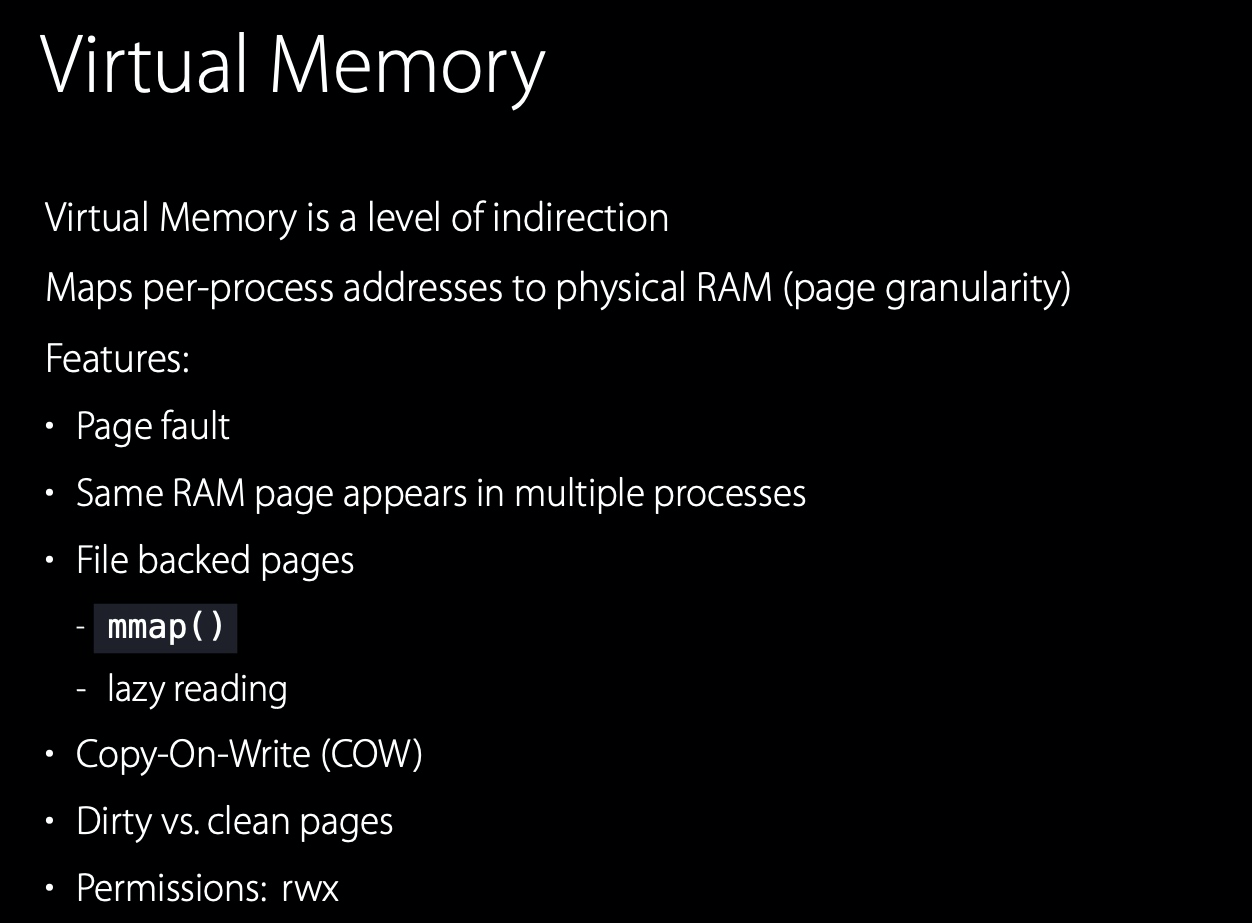 Virtual Memory
Virtual Memory is a level of indirection
Maps per-process addresses to physical RAM (page granularity)
Features:
• Page fault
• Same RAM page appears in multiple processes
• File backed pages
- mmap()
- lazy reading
• Copy-On-Write (COW)
• Dirty vs. clean pages
• Permissions: rwx